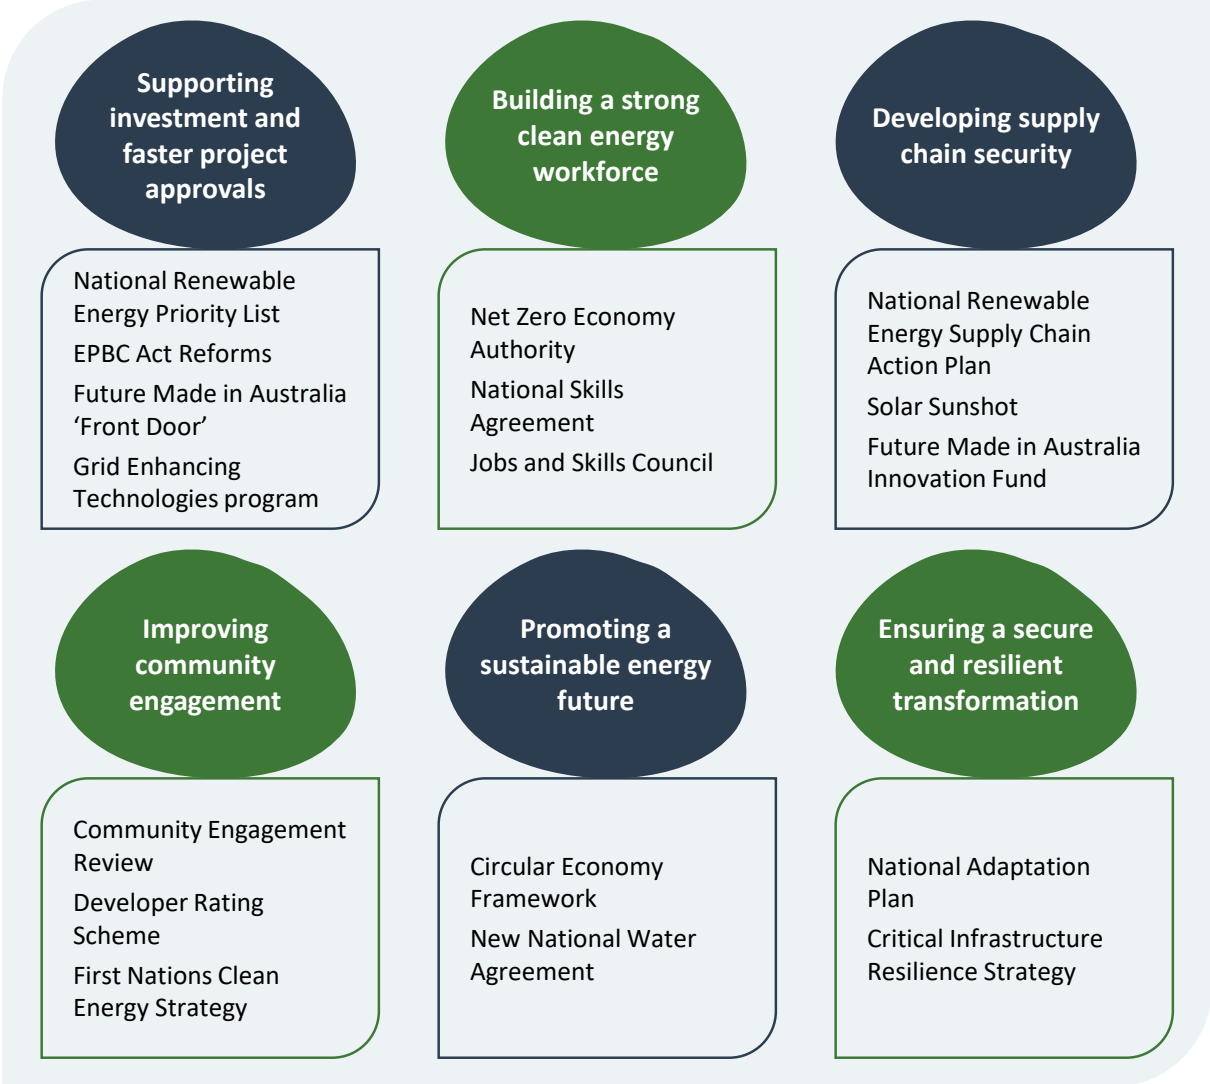 Supporting
investment and
faster project
approvals
National Renewable
Energy Priority List
EPBC Act Reforms
Future Made in Australia
‘Front Door’
Grid Enhancing
Technologies program
Building a strong
clean energy
workforce
Net Zero Economy
Authority
National Skills
Agreement
Jobs and Skills Council
Developing supply
chain security
National Renewable
Energy Supply Chain
Action Plan
Solar Sunshot
Future Made in Australia
Innovation Fund
Improving
community
engagement
Community Engagement
Review
Developer Rating
Scheme
First Nations Clean
Energy Strategy
Promoting a
sustainable energy
future
Circular Economy
Framework
New National Water
Agreement
Ensuring a secure
and resilient
transformation
National Adaptation
Plan
Critical Infrastructure
Resilience Strategy